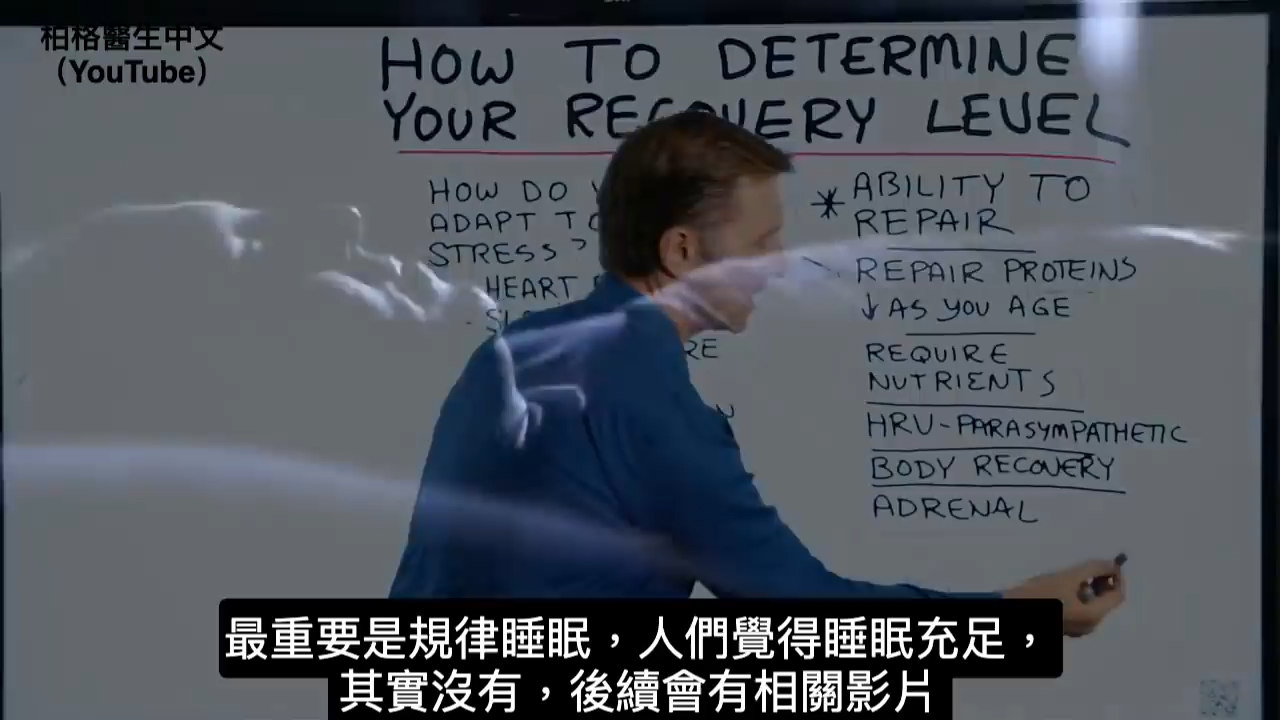 柏格醫生中文
（YouTube）
HOW TO DETERMINE
YOUR RECOVERY LEVEL
HOW DO
ADAPT TO
STRESS?
HEART
* ABILITY TO
REPAIR
REPAIR PROTEINS
↓ AS YOU AGE
REQUIRE
NUTRIENTS
HRV-PARASYMPATHETIC
BODY RECOVERY
ADRENAL
最重要是規律睡眠，人們覺得睡眠充足，
其實沒有，後續會有相關影片